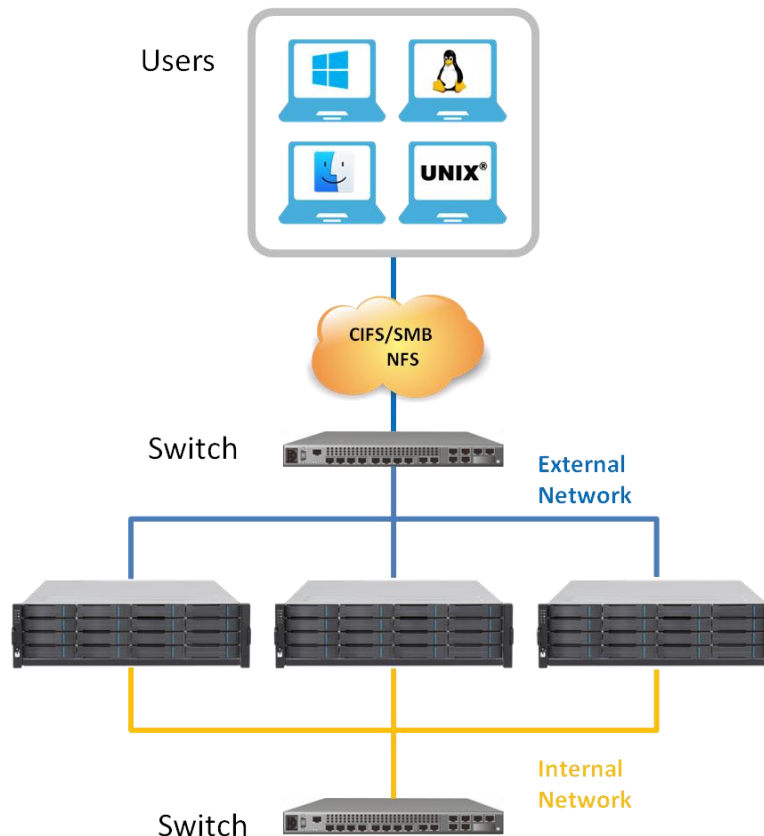 Users
UNIX®
CIFS/SMB
NFS
Switch
External
Network
Internal
Network
Switch